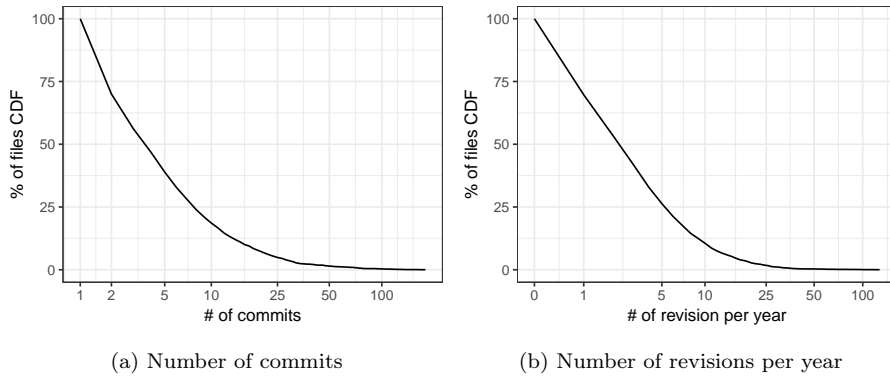 100
75
50
25
0
% of files CDF
1 2 5 10 25 50 100
# of commits
(a) Number of commits
100
75
50
25
0
% of files CDF
0 1 5 10 25 50 100
# of revision per year
(b) Number of revisions per year